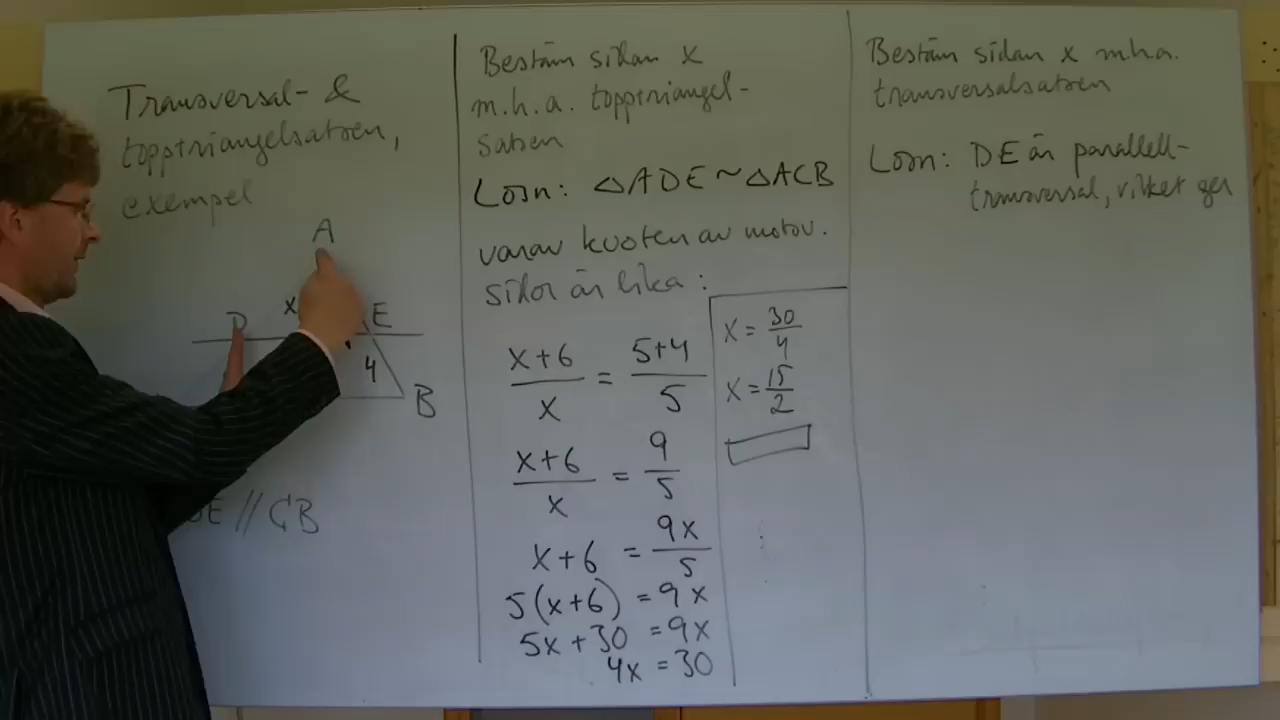 Transversal- &
topptriangelsatsen,
exempel
A
x
D
E
4
B
DE // CB
Bestäm sidan x
m.h.a. topptriangel-
satsen
Lösn: △ADE ~ △ACB
varav kvoten av motsv.
sidor är lika :
x+6 / x = 5+4 / 5
x+6 / x = 9 / 5
x+6 = 9x / 5
5(x+6) = 9x
5x + 30 = 9x
4x = 30
x = 30 / 4
x = 15 / 2
Bestäm sidan x m.h.a.
transversalsatsen
Lösn: DE är parallell-
transversal, vilket ger